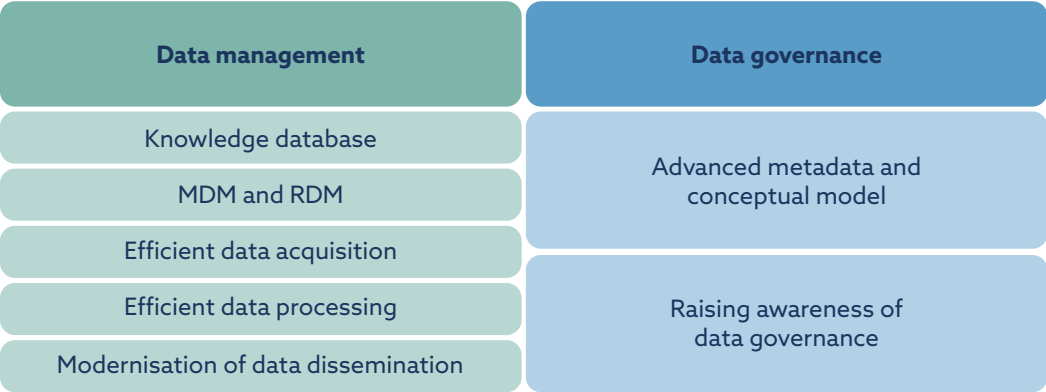 Data management
Knowledge database
MDM and RDM
Efficient data acquisition
Efficient data processing
Modernisation of data dissemination
Data governance
Advanced metadata and
conceptual model
Raising awareness of
data governance